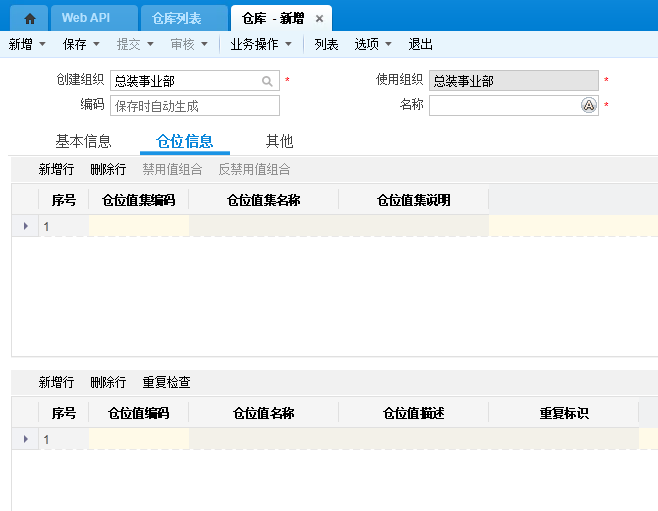 Web API 仓库列表 仓库 - 新增 ×
新增 保存 提交 审核 业务操作 列表 选项 退出
创建组织 总装事业部 * 使用组织 总装事业部 *
编码 保存时自动生成 名称 A *
基本信息 仓位信息 其他
新增行 删除行 禁用值组合 反禁用值组合
序号 仓位值集编码 仓位值集名称 仓位值集说明
1
新增行 删除行 重复检查
序号 仓位值编码 仓位值名称 仓位值描述 重复标识
1